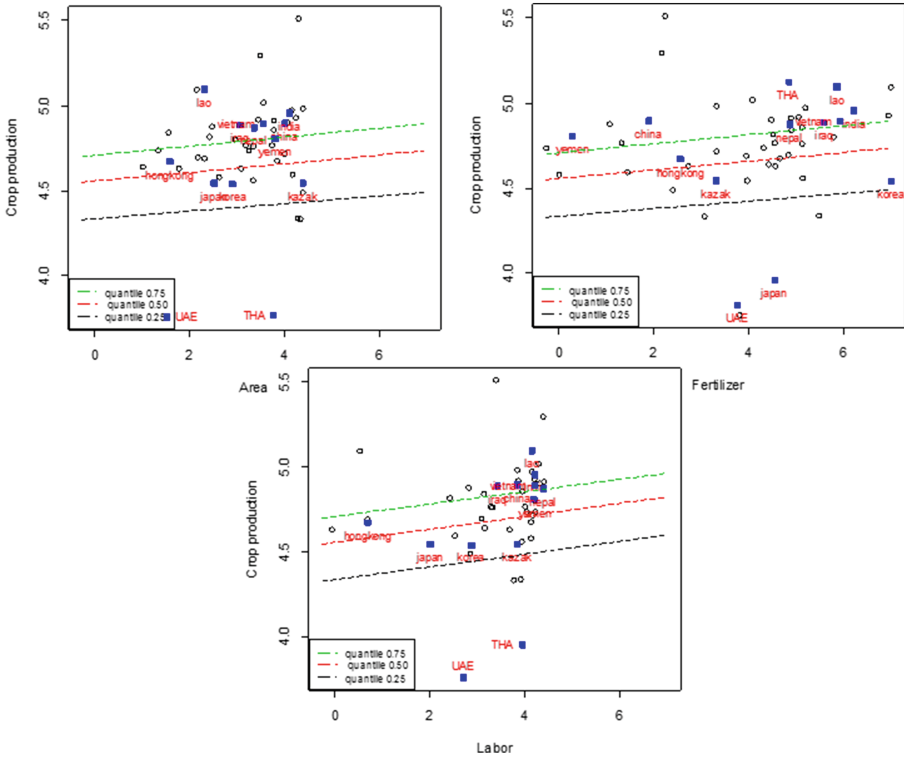 Crop production
5.5
5.0
4.5
4.0
lao
vietnam
india
china
yemen
hongkong
japan
korea
kazak
UAE
THA
quantile 0.75
quantile 0.50
quantile 0.25
0
2
4
6
Area
Crop production
5.5
5.0
4.5
4.0
THA
lao
yemen
china
vietnam
india
nepal
iraq
hongkong
kazak
korea
japan
UAE
quantile 0.75
quantile 0.50
quantile 0.25
0
2
4
6
Fertilizer
Crop production
5.5
5.0
4.5
4.0
lao
vietnam
iraq
china
nepal
yemen
hongkong
japan
korea
kazak
THA
UAE
quantile 0.75
quantile 0.50
quantile 0.25
0
2
4
6
Labor